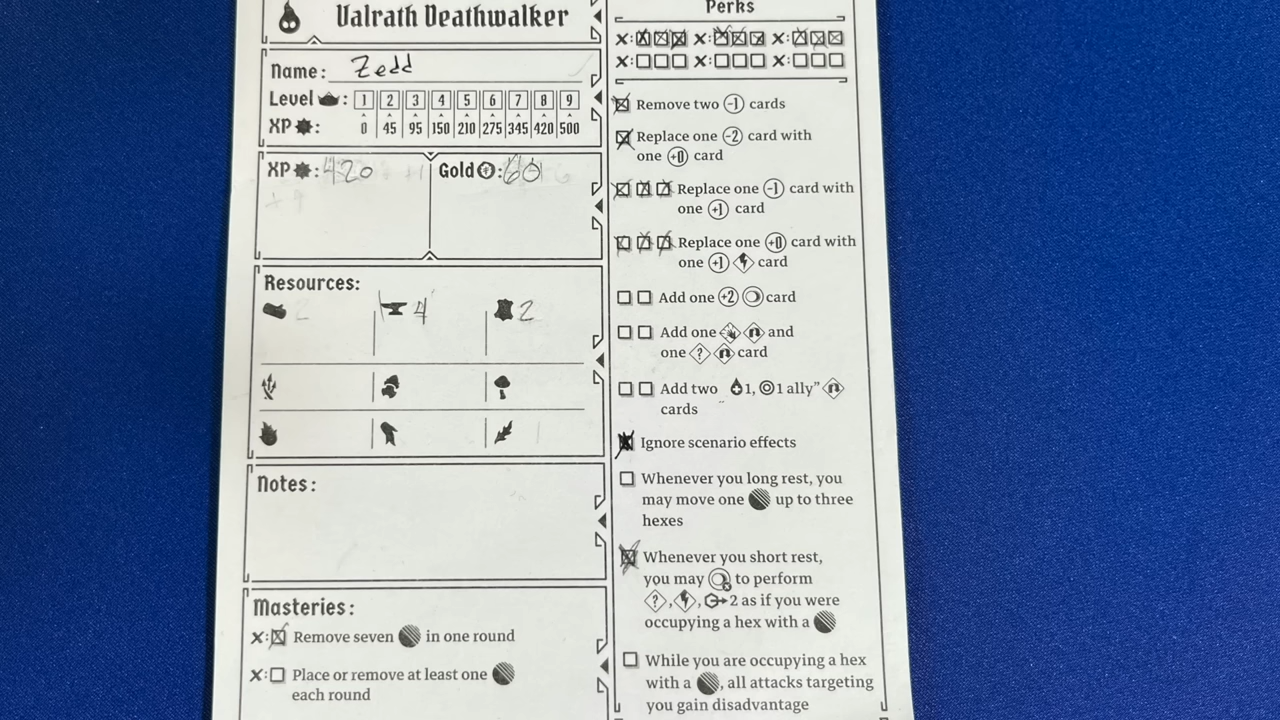 Valrath Deathwalker
Name: Zedd
Level: 1 2 3 4 5 6 7 8 9
XP: 0 45 95 150 210 275 345 420 500
XP: 420
Gold: 60
Resources:
4 2
Notes:
Masteries:
X: Remove seven in one round
X: Place or remove at least one
each round
Perks
X: X: X:
X: X: X:
Remove two -1 cards
Replace one -2 card with
one +0 card
Replace one -1 card with
one +1 card
Replace one +0 card with
one +1 card
Add one +2 card
Add one and
one ? card
Add two 1, 1 ally”
cards
Ignore scenario effects
Whenever you long rest, you
may move one up to three
hexes
Whenever you short rest,
you may to perform
?, , 2 as if you were
occupying a hex with a
While you are occupying a hex
with a , all attacks targeting
you gain disadvantage